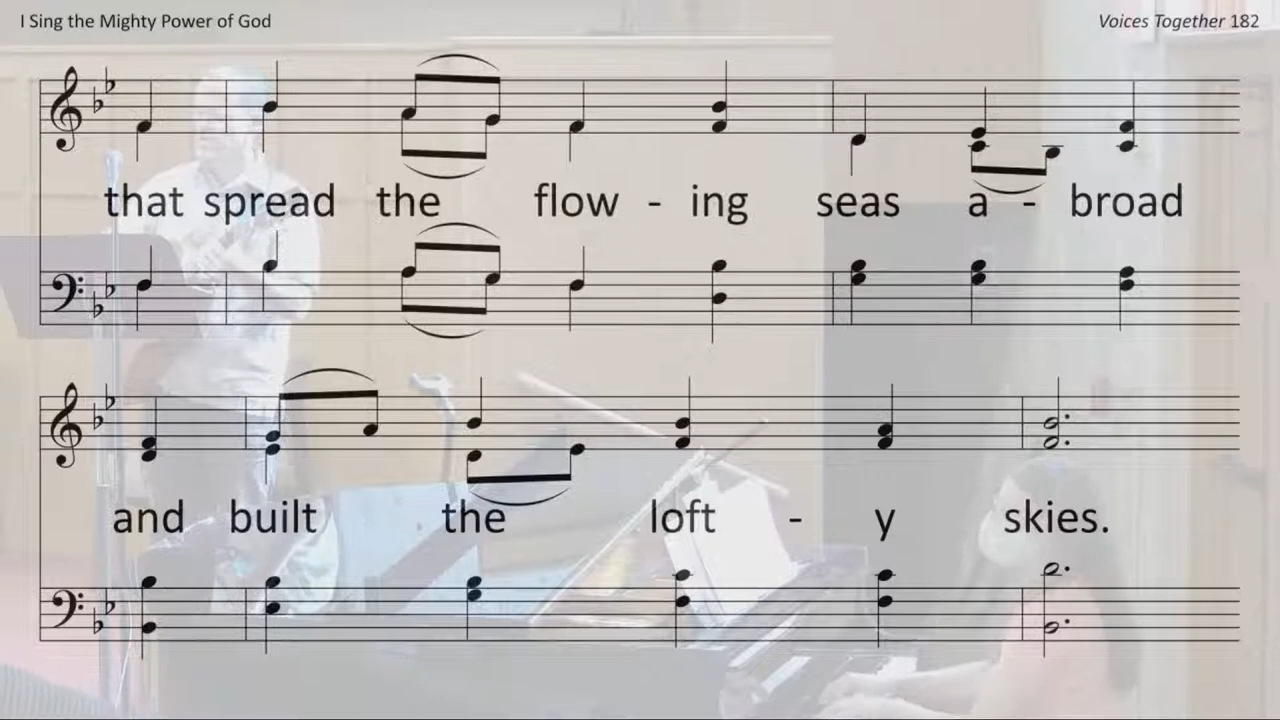 I Sing the Mighty Power of God
Voices Together 182
that spread the flow - ing seas a - broad
and built the loft - y skies.